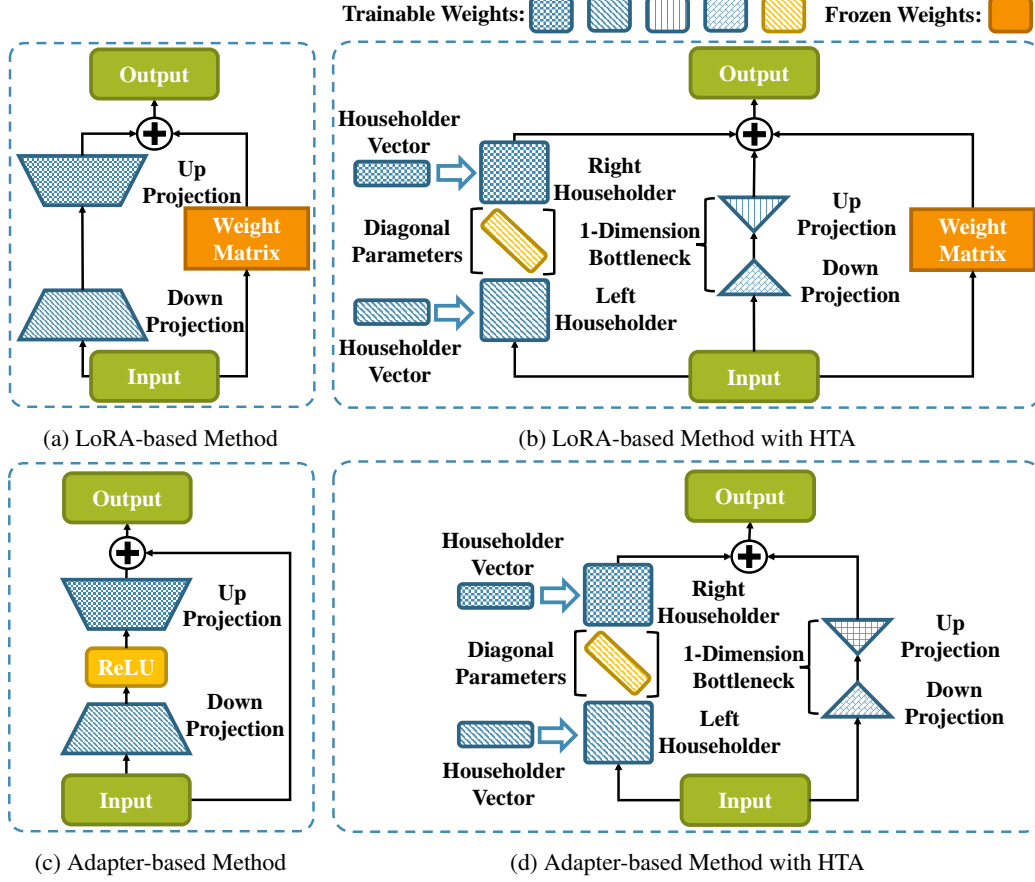 Trainable Weights:
Frozen Weights:
Output
Up
Projection
Weight
Matrix
Down
Projection
Input
(a) LoRA-based Method
Output
Householder
Vector
Right
Householder
Diagonal
Parameters
1-Dimension
Bottleneck
Up
Projection
Down
Projection
Weight
Matrix
Left
Householder
Householder
Vector
Input
(b) LoRA-based Method with HTA
Output
Up
Projection
ReLU
Down
Projection
Input
(c) Adapter-based Method
Output
Householder
Vector
Right
Householder
Diagonal
Parameters
1-Dimension
Bottleneck
Up
Projection
Down
Projection
Left
Householder
Householder
Vector
Input
(d) Adapter-based Method with HTA